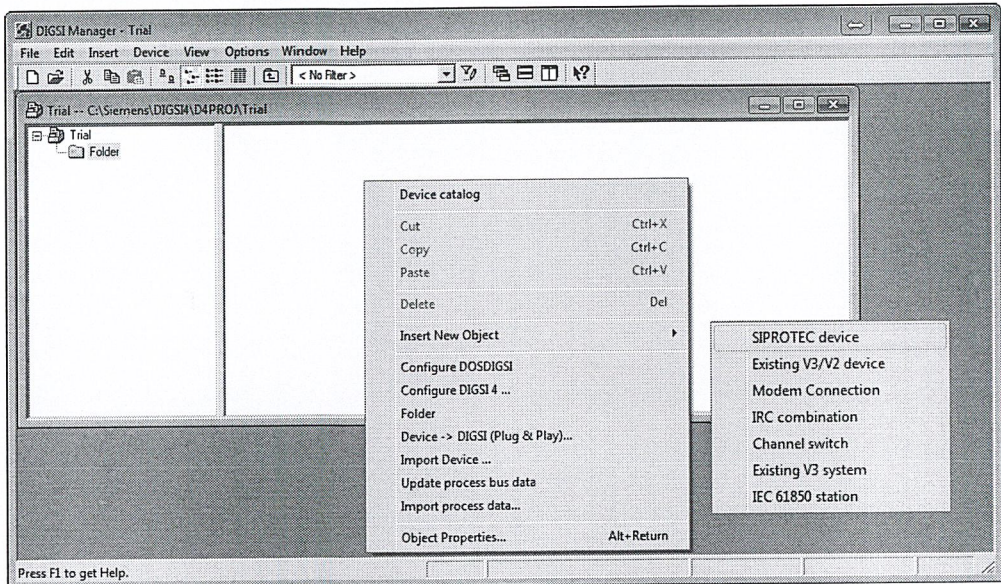 DIGSI Manager - Trial
File Edit Insert Device View Options Window Help
< No Filter >
Trial -- C:\Siemens\DIGSI4\D4PROJ\Trial
Trial
Folder
Device catalog
Cut Ctrl+X
Copy Ctrl+C
Paste Ctrl+V
Delete Del
Insert New Object
Configure DOSDIGSI
Configure DIGSI 4 ...
Folder
Device -> DIGSI (Plug & Play)...
Import Device ...
Update process bus data
Import process data...
Object Properties... Alt+Return
SIPROTEC device
Existing V3/V2 device
Modem Connection
IRC combination
Channel switch
Existing V3 system
IEC 61850 station
Press F1 to get Help.